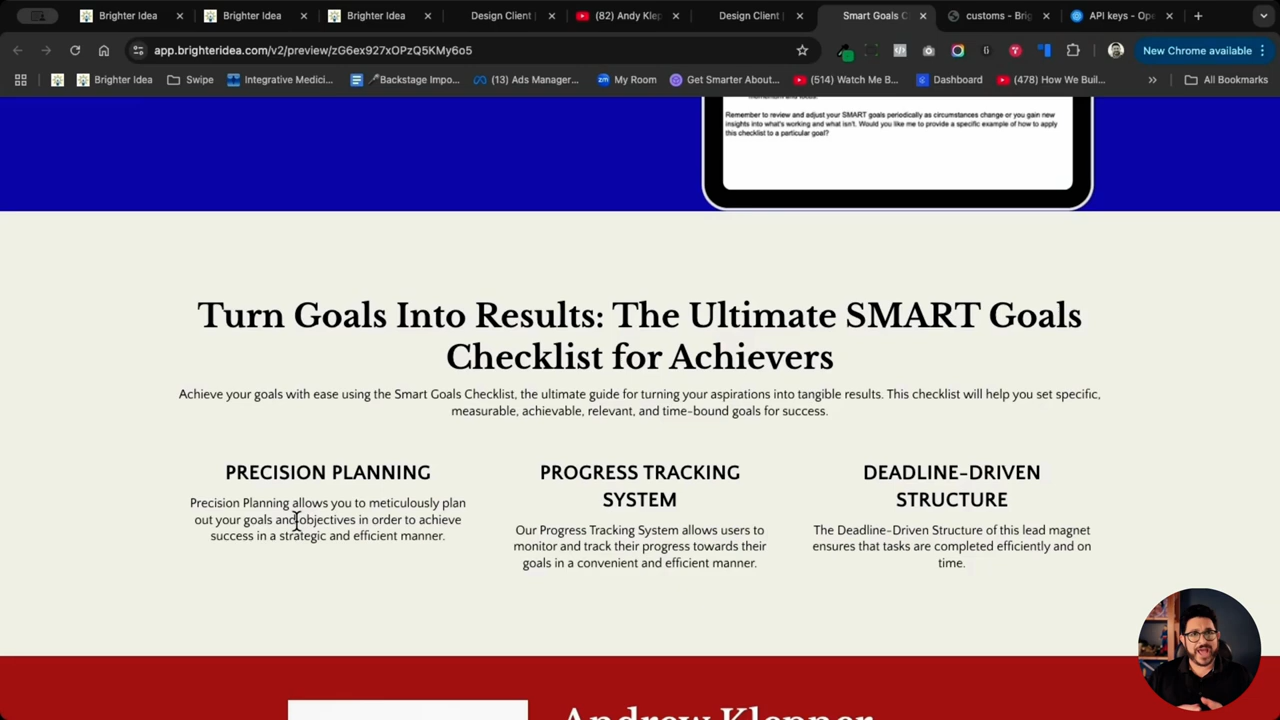 Brighter Idea
Brighter Idea
Brighter Idea
Design Client
(82) Andy Klep
Design Client
Smart Goals C
customs - Brig
API keys - Ope
app.brighteridea.com/v2/preview/zG6ex927xOPzQ5KMy6o5
New Chrome available
Brighter Idea
Swipe
Integrative Medici...
Backstage Impo...
(13) Ads Manager...
My Room
Get Smarter About...
(514) Watch Me B...
Dashboard
(478) How We Buil...
All Bookmarks
momentum and focus.
Remember to review and adjust your SMART goals periodically as circumstances change or you gain new
insights into what's working and what isn't. Would you like me to provide a specific example of how to apply
this checklist to a particular goal?
Turn Goals Into Results: The Ultimate SMART Goals
Checklist for Achievers
Achieve your goals with ease using the Smart Goals Checklist, the ultimate guide for turning your aspirations into tangible results. This checklist will help you set specific,
measurable, achievable, relevant, and time-bound goals for success.
PRECISION PLANNING
Precision Planning allows you to meticulously plan
out your goals and objectives in order to achieve
success in a strategic and efficient manner.
PROGRESS TRACKING
SYSTEM
Our Progress Tracking System allows users to
monitor and track their progress towards their
goals in a convenient and efficient manner.
DEADLINE-DRIVEN
STRUCTURE
The Deadline-Driven Structure of this lead magnet
ensures that tasks are completed efficiently and on
time.
Andrew Kleppner